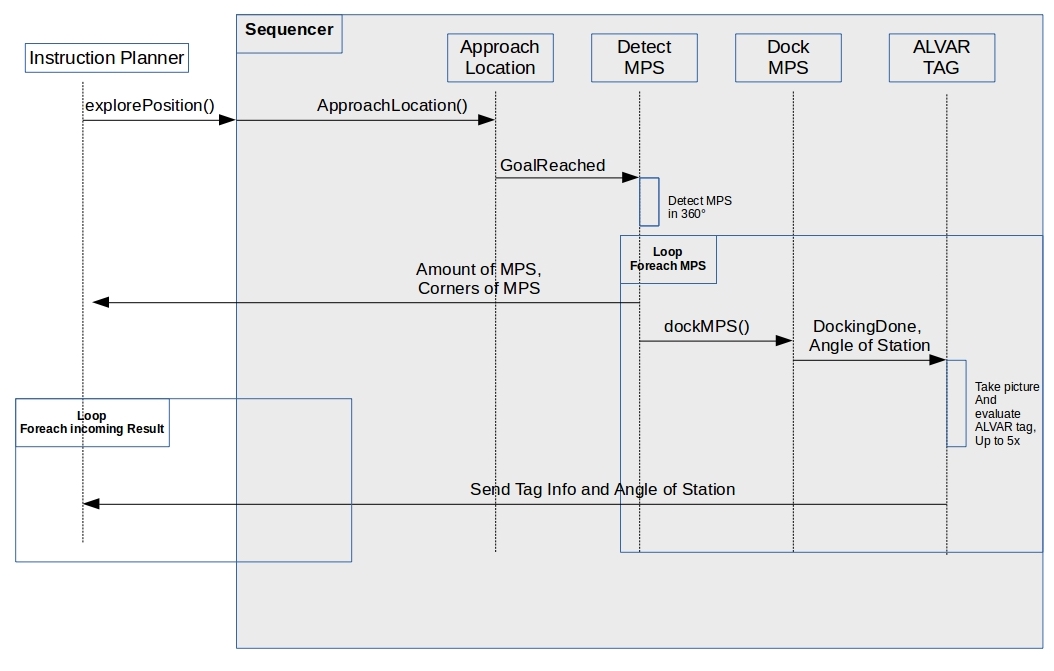 Sequencer
Instruction Planner
Approach
Location
Detect
MPS
Dock
MPS
ALVAR
TAG
explorePosition()
ApproachLocation()
GoalReached
Detect MPS
in 360°
Loop
Foreach MPS
Amount of MPS,
Corners of MPS
dockMPS()
DockingDone,
Angle of Station
Take picture
And
evaluate
ALVAR tag,
Up to 5x
Loop
Foreach incoming Result
Send Tag Info and Angle of Station